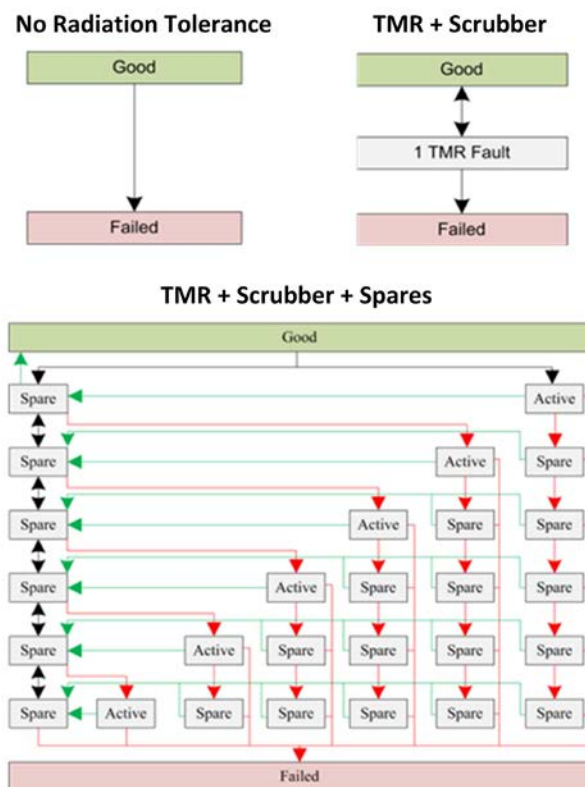 No Radiation Tolerance TMR + Scrubber
Good Good
1 TMR Fault
Failed Failed
TMR + Scrubber + Spares
Good
Spare Active
Spare Active Spare
Spare Active Spare Spare
Spare Active Spare Spare Spare
Spare Active Spare Spare Spare Spare
Spare Active Spare Spare Spare Spare Spare
Failed